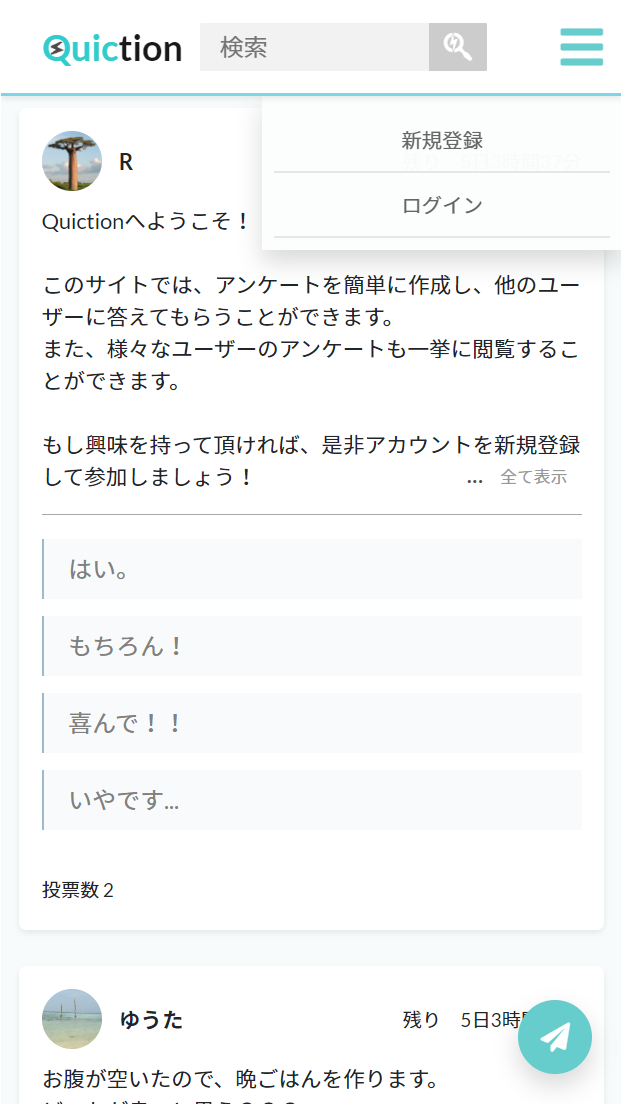 Quiction
検索
新規登録
ログイン
R
Quictionへようこそ！
このサイトでは、アンケートを簡単に作成し、他のユー
ザーに答えてもらうことができます。
また、様々なユーザーのアンケートも一挙に閲覧するこ
とができます。
もし興味を持って頂ければ、是非アカウントを新規登録
して参加しましょう！ ... 全て表示
はい。
もちろん！
喜んで！！
いやです...
投票数 2
ゆうた
残り 5日3時
お腹が空いたので、晩ごはんを作ります。